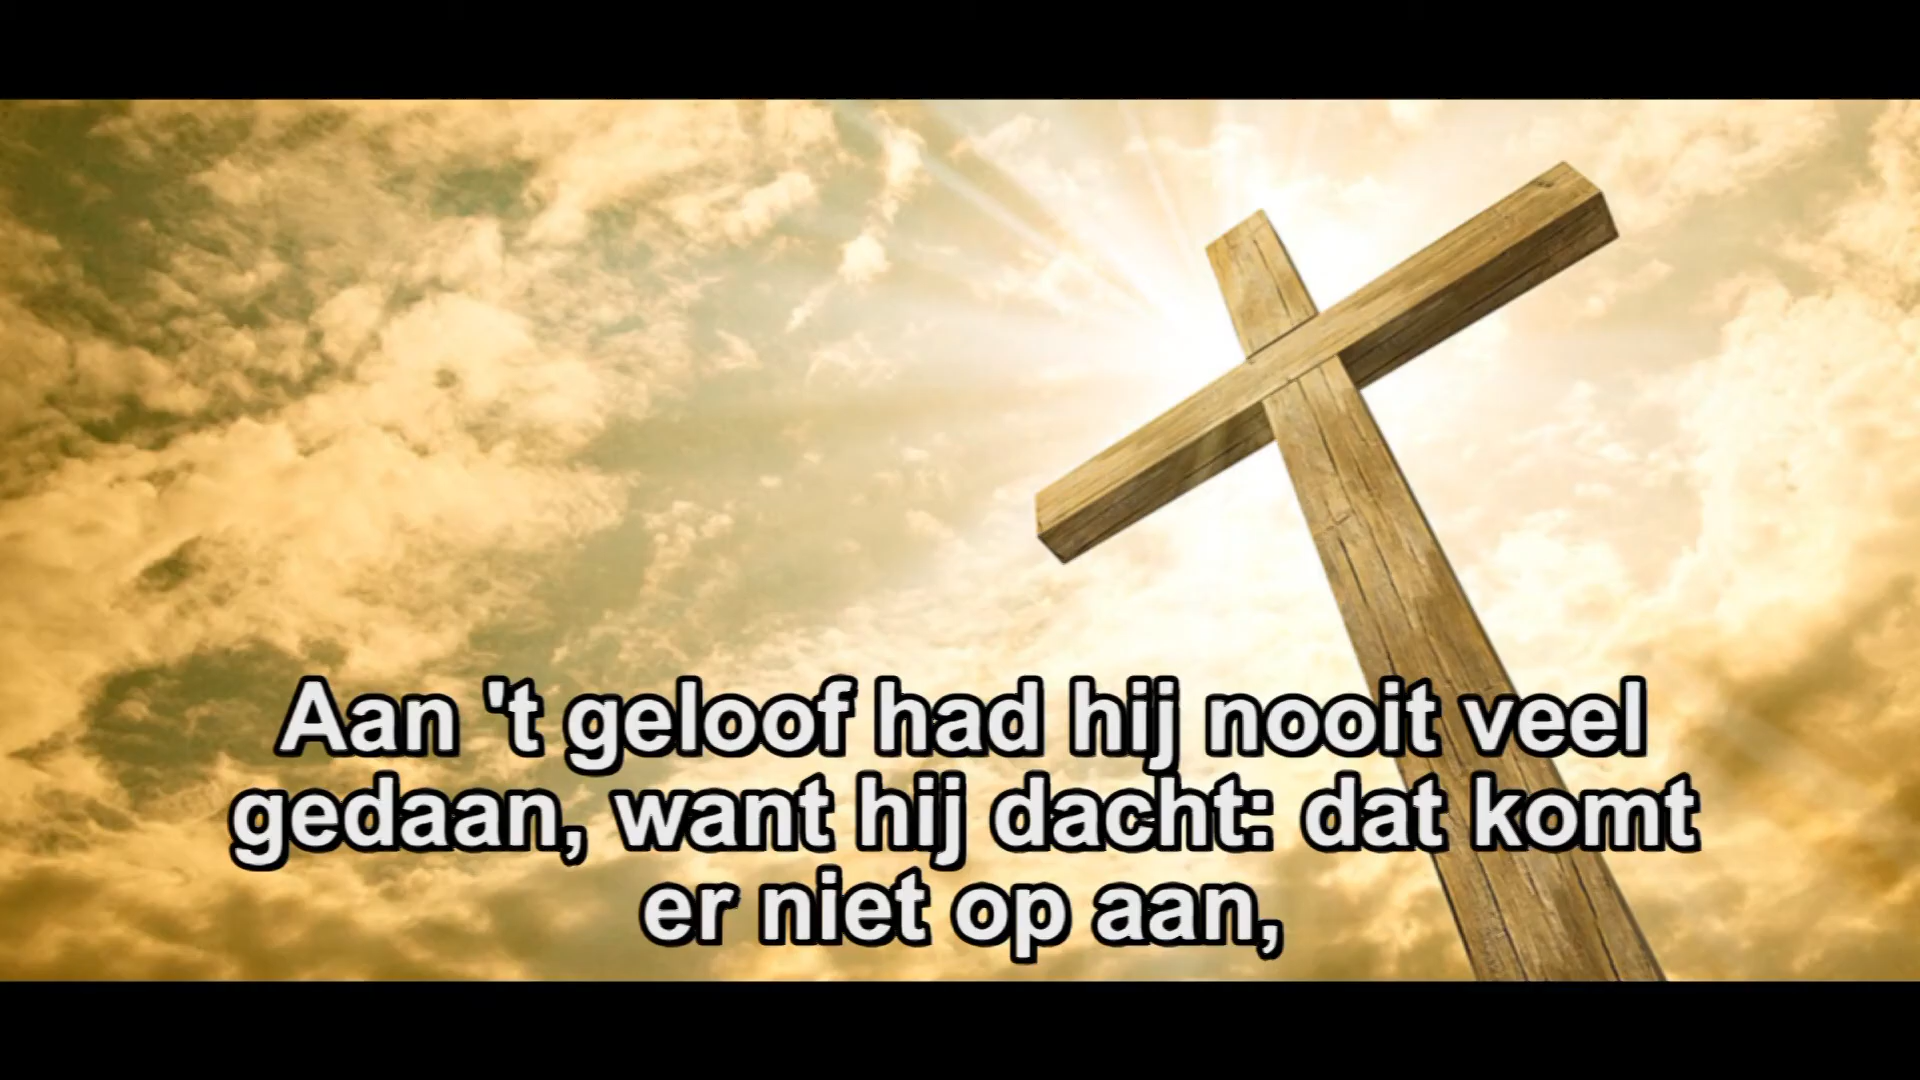 Aan 't geloof had hij nooit veel
gedaan, want hij dacht: dat komt
er niet op aan,